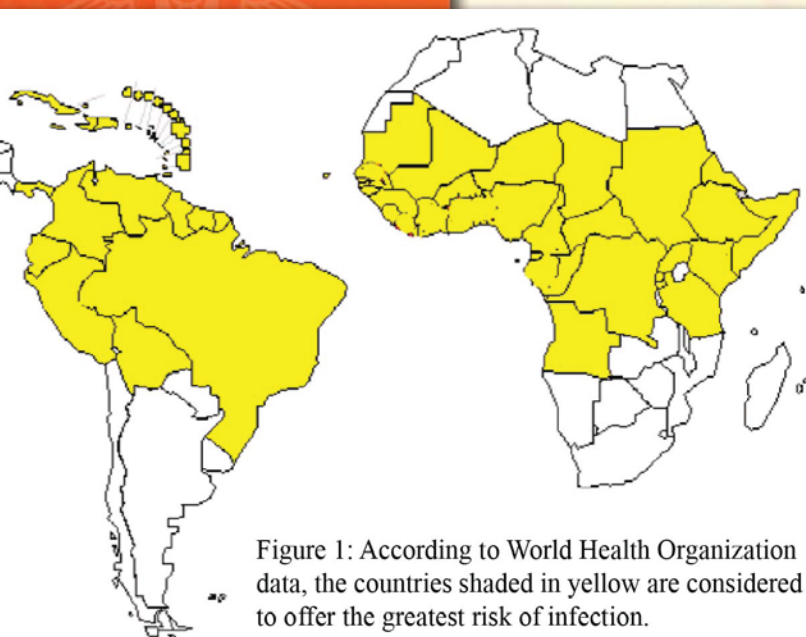 Figure 1: According to World Health Organization
data, the countries shaded in yellow are considered
to offer the greatest risk of infection.